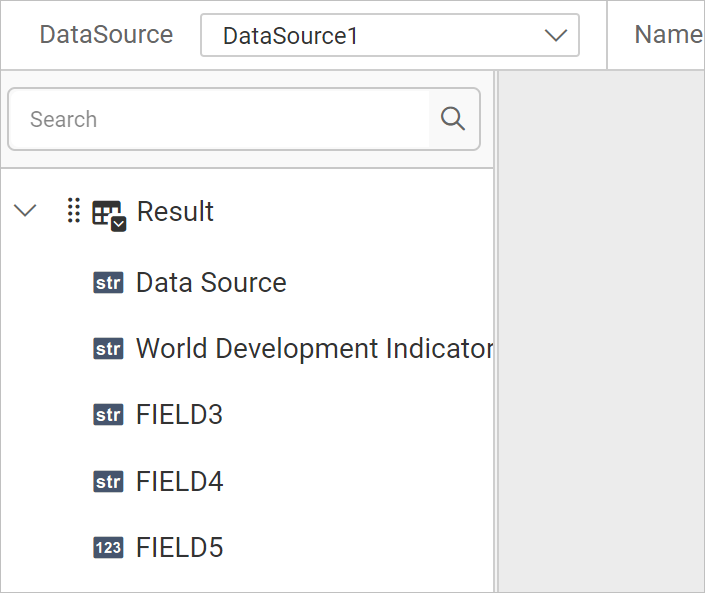 DataSource DataSource1 Name
Search
Result
str Data Source
str World Development Indicator
str FIELD3
str FIELD4
123 FIELD5